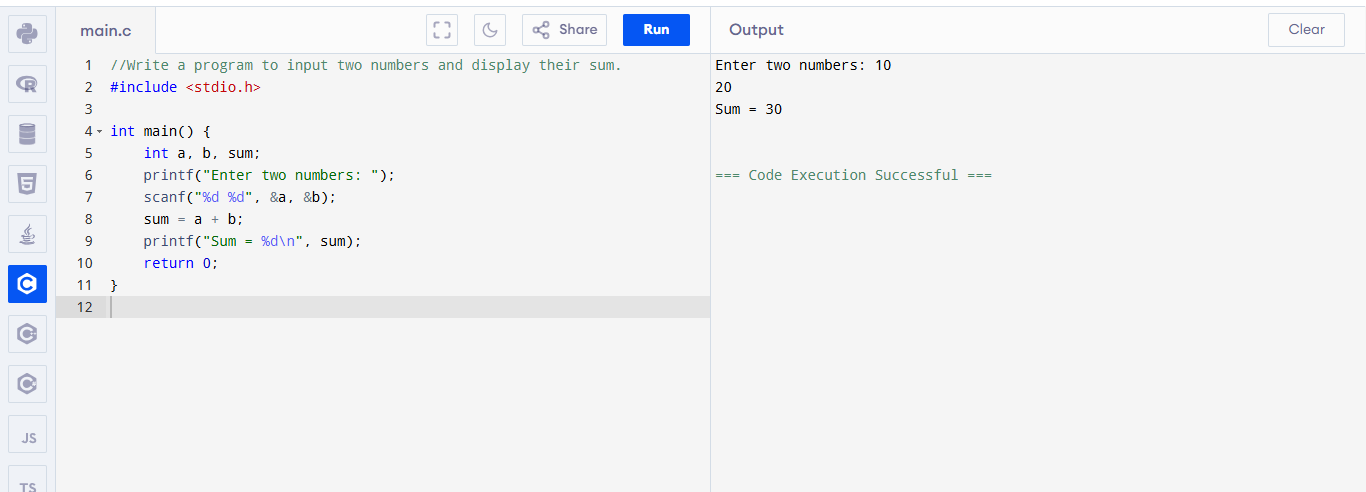 main.c
Share
Run
Output
Clear
1 //Write a program to input two numbers and display their sum.
2 #include <stdio.h>
3
4 int main() {
5     int a, b, sum;
6     printf("Enter two numbers: ");
7     scanf("%d %d", &a, &b);
8     sum = a + b;
9     printf("Sum = %d\n", sum);
10     return 0;
11 }
12
Enter two numbers: 10
20
Sum = 30
=== Code Execution Successful ===
R
5
C
G
C
JS
TS